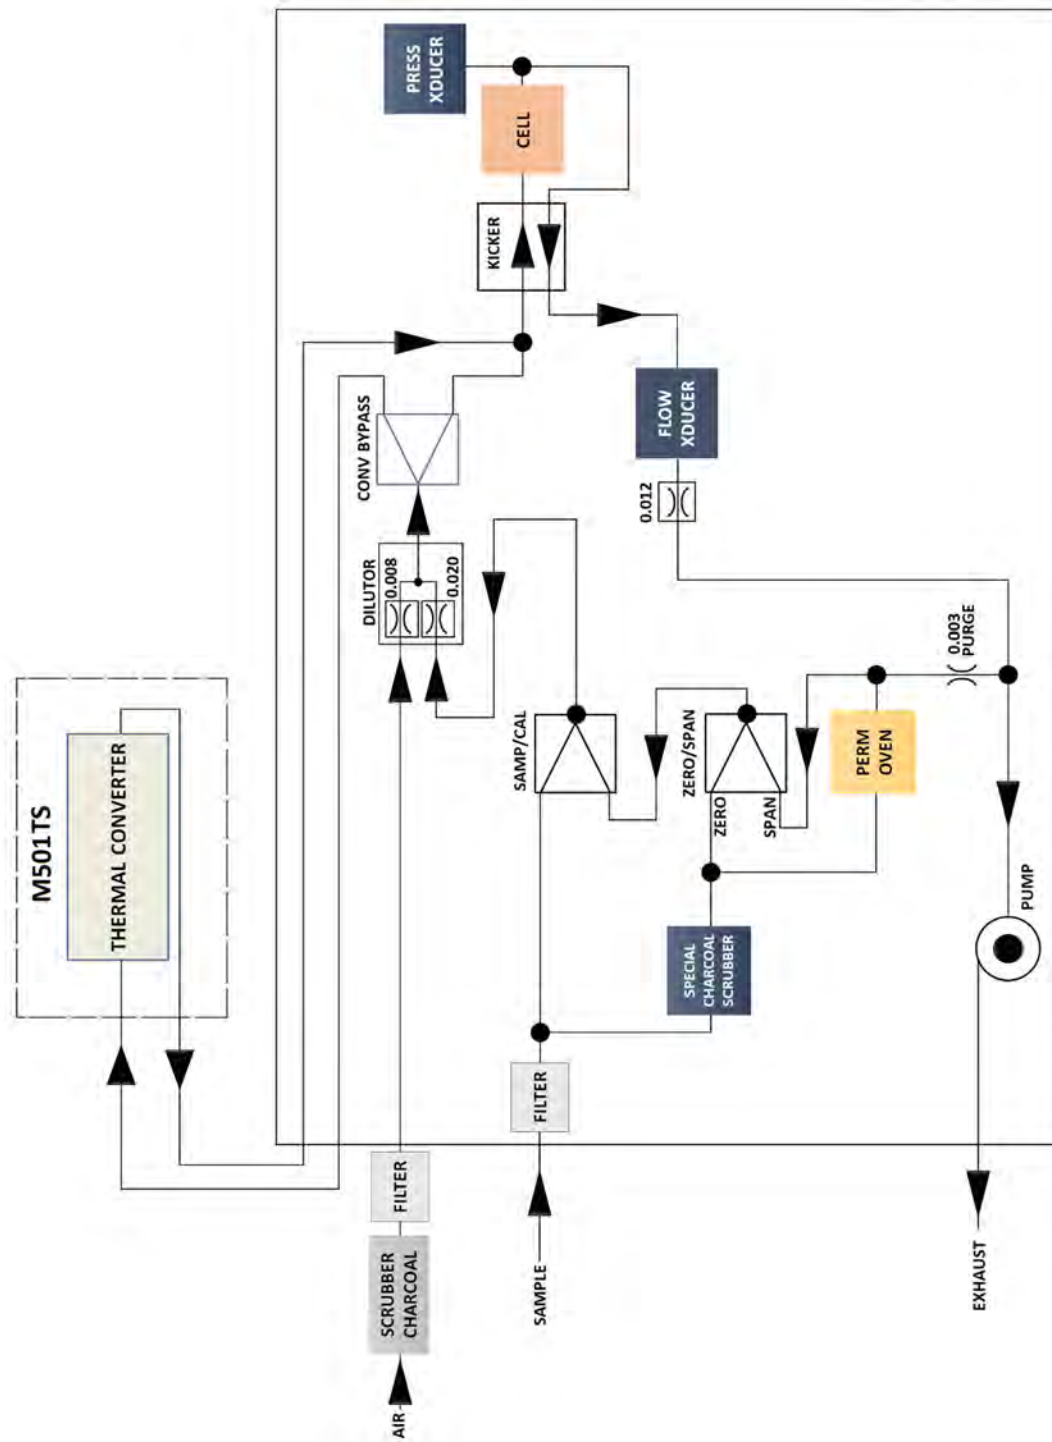 M501TS
THERMAL CONVERTER
AIR
SCRUBBER
CHARCOAL
FILTER
DILUTOR
0.008
0.020
CONV BYPASS
KICKER
CELL
PRESS
XDUCER
SAMPLE
FILTER
SAMP/CAL
SPECIAL
CHARCOAL
SCRUBBER
ZERO/SPAN
ZERO
SPAN
PERM
OVEN
0.003
PURGE
0.012
FLOW
XDUCER
PUMP
EXHAUST